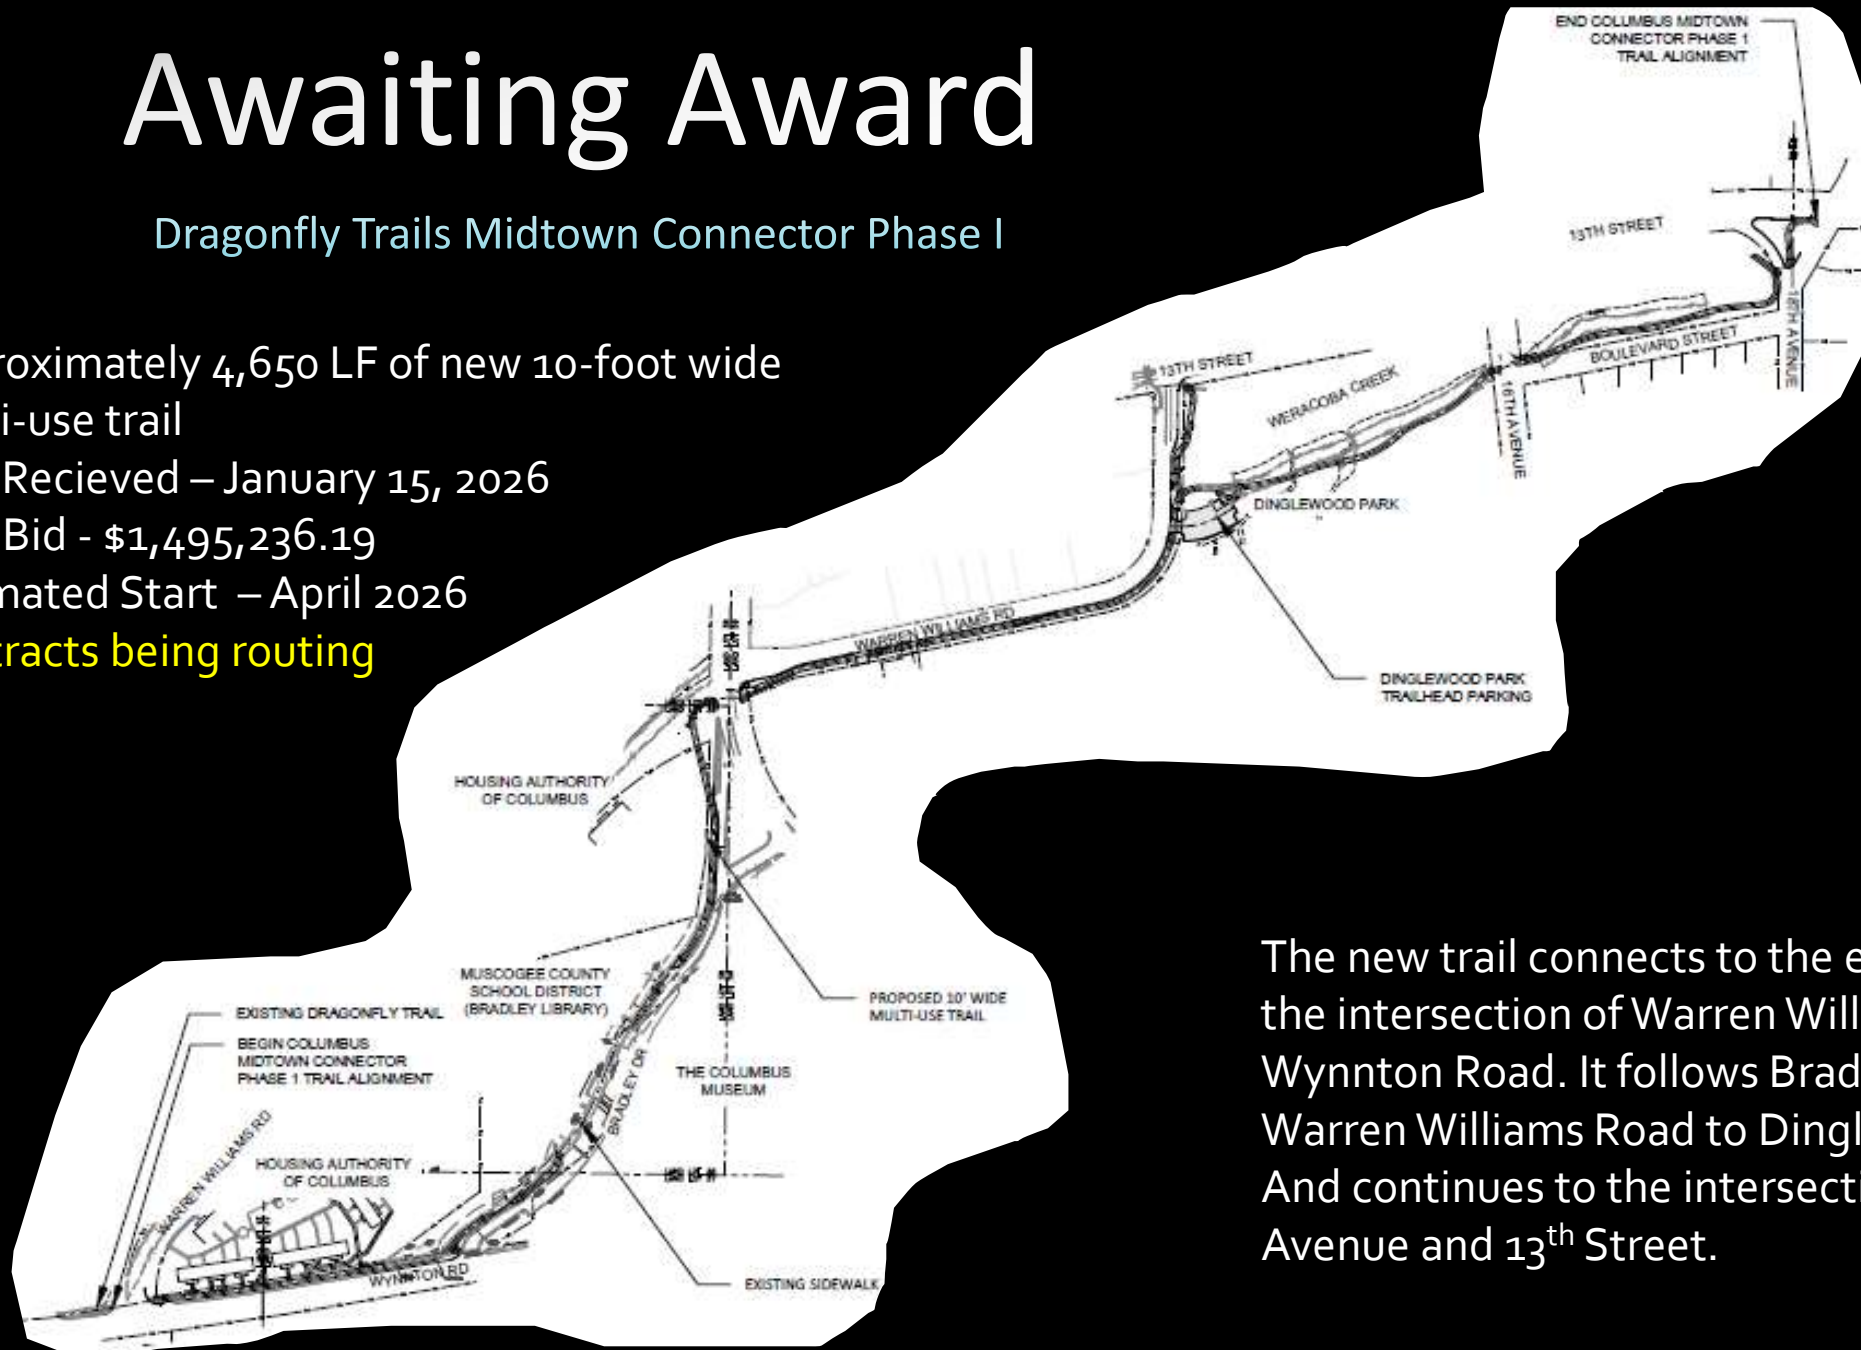 Awaiting Award
Dragonfly Trails Midtown Connector Phase I
roximately 4,650 LF of new 10-foot wide
i-use trail
Recieved – January 15, 2026
Bid - $1,495,236.19
mated Start – April 2026
tracts being routing
END COLUMBUS MIDTOWN
CONNECTOR PHASE 1
TRAIL ALIGNMENT
13TH STREET
BOULEVARD STREET
18TH AVENUE
13TH STREET
WERACOBA CREEK
16TH AVENUE
DINGLEWOOD PARK
WARREN WILLIAMS RD
DINGLEWOOD PARK
TRAILHEAD PARKING
HOUSING AUTHORITY
OF COLUMBUS
MUSCOGEE COUNTY
SCHOOL DISTRICT
(BRADLEY LIBRARY)
PROPOSED 10' WIDE
MULTI-USE TRAIL
EXISTING DRAGONFLY TRAIL
BEGIN COLUMBUS
MIDTOWN CONNECTOR
PHASE 1 TRAIL ALIGNMENT
THE COLUMBUS
MUSEUM
BRADLEY DR
WARREN WILLIAMS RD
HOUSING AUTHORITY
OF COLUMBUS
WYNNTON RD
EXISTING SIDEWALK
The new trail connects to the e
the intersection of Warren Will
Wynnton Road. It follows Brad
Warren Williams Road to Dingl
And continues to the intersecti
Avenue and 13th Street.